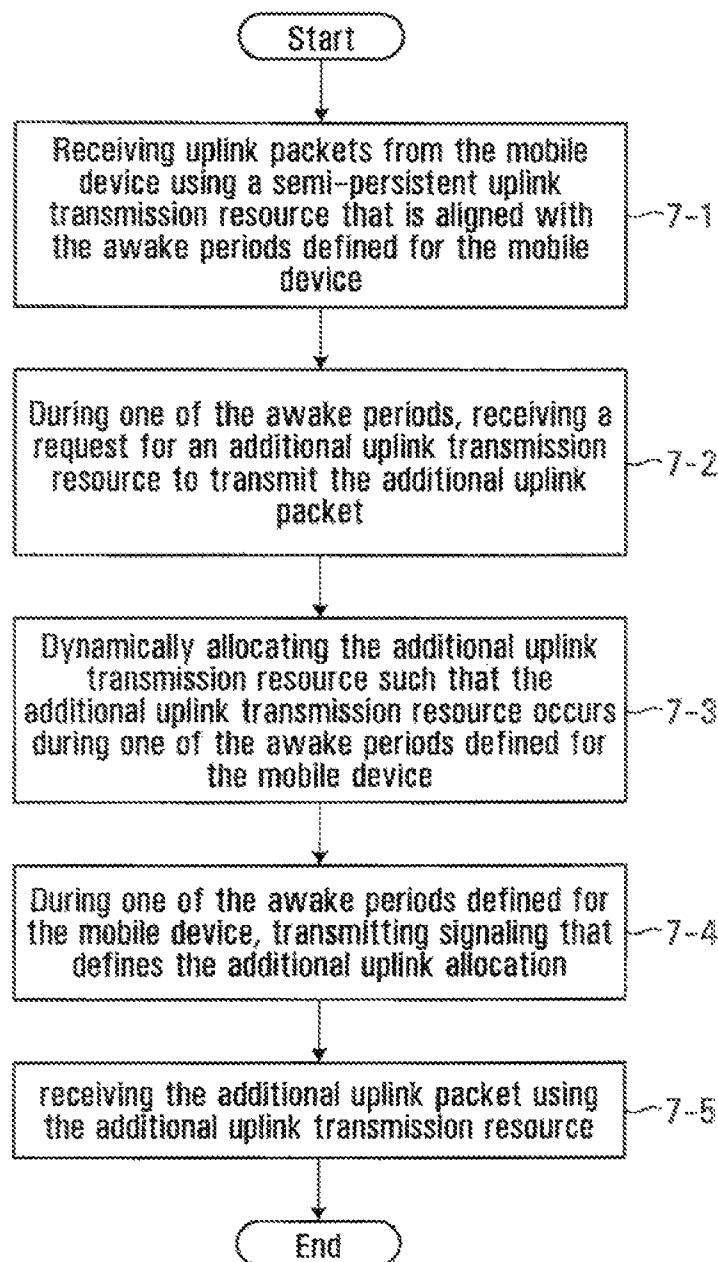 Start
Receiving uplink packets from the mobile
device using a semi-persistent uplink
transmission resource that is aligned with
the awake periods defined for the mobile
device
7-1
During one of the awake periods, receiving a
request for an additional uplink transmission
resource to transmit the additional uplink
packet
7-2
Dynamically allocating the additional uplink
transmission resource such that the
additional uplink transmission resource occurs
during one of the awake periods defined for
the mobile device
7-3
During one of the awake periods defined for
the mobile device, transmitting signaling that
defines the additional uplink allocation
7-4
receiving the additional uplink packet using
the additional uplink transmission resource
7-5
End